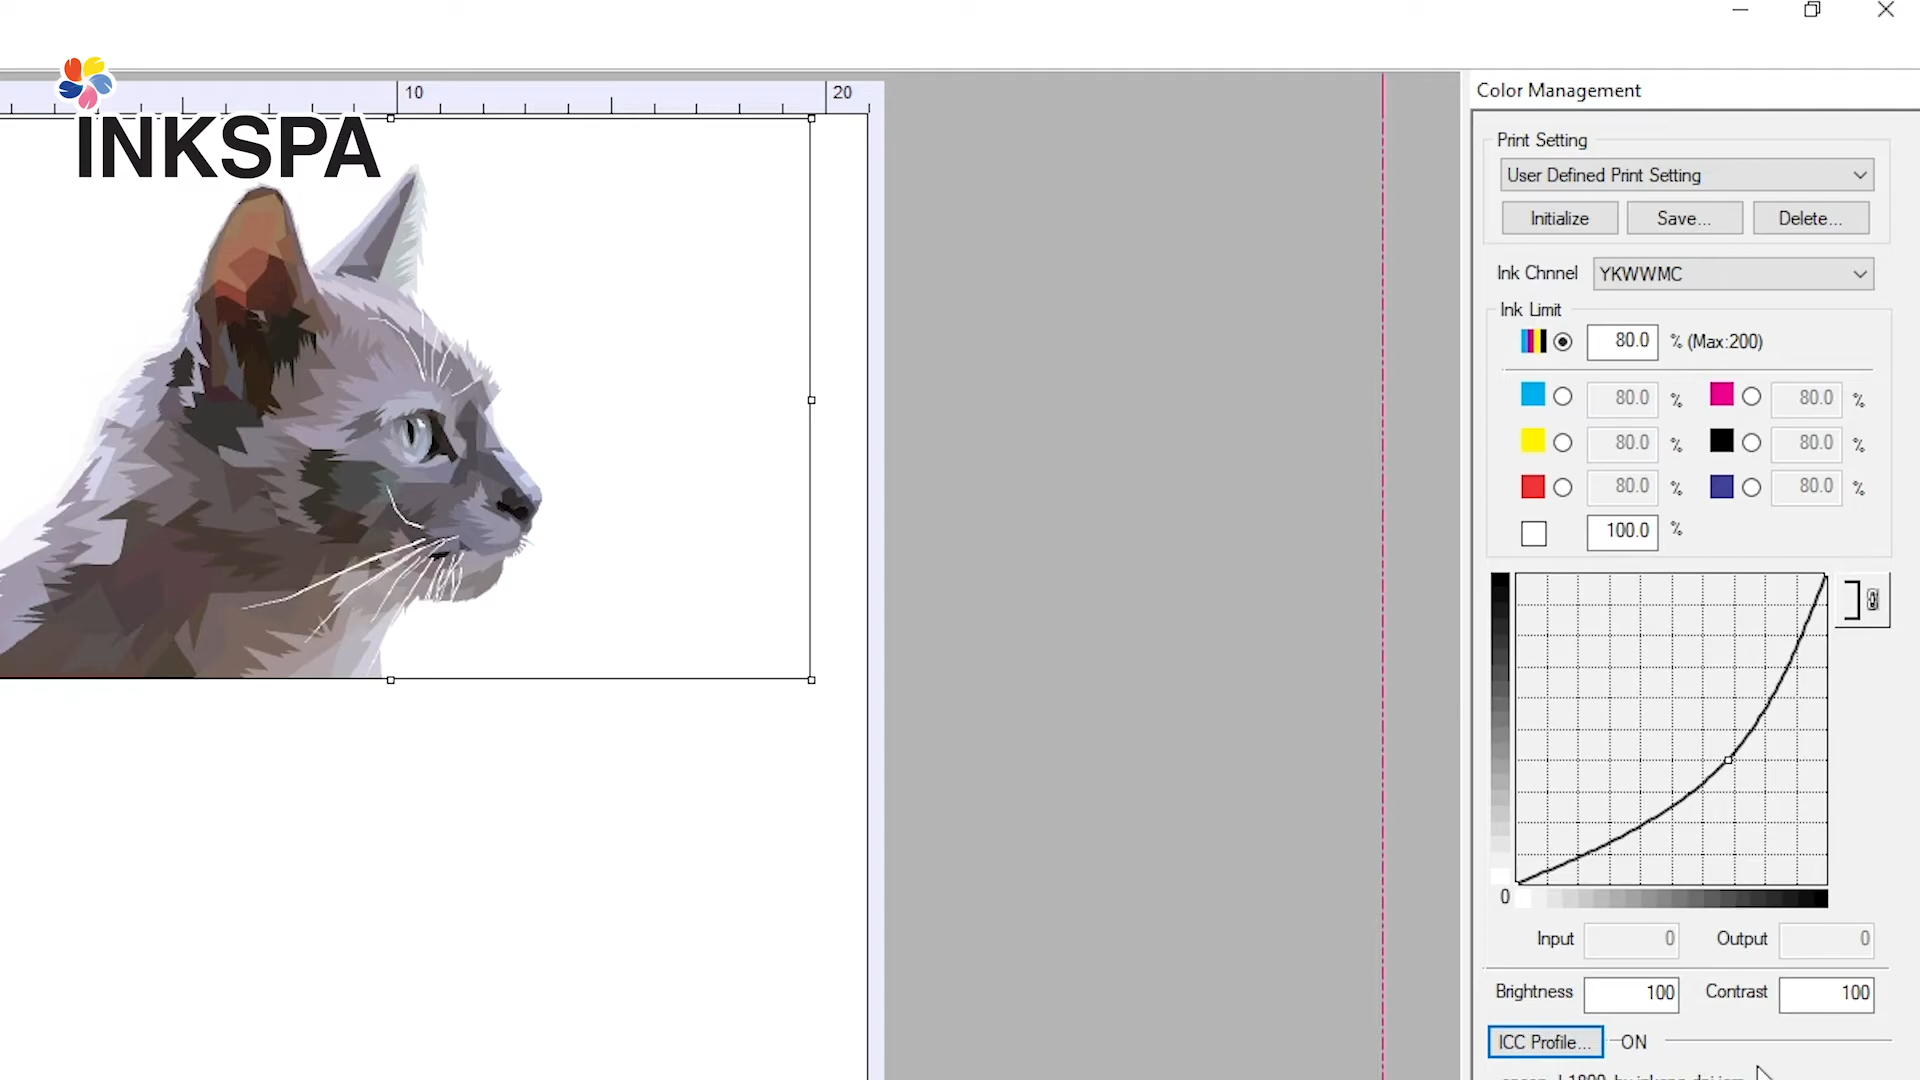 10
20
INKSPA
Color Management
Print Setting
User Defined Print Setting
Initialize
Save...
Delete...
Ink Chnnel
YKWWMC
Ink Limit
80.0 % (Max:200)
80.0 % 80.0 %
80.0 % 80.0 %
80.0 % 80.0 %
100.0 %
0
Input 0 Output 0
Brightness 100 Contrast 100
ICC Profile... ON